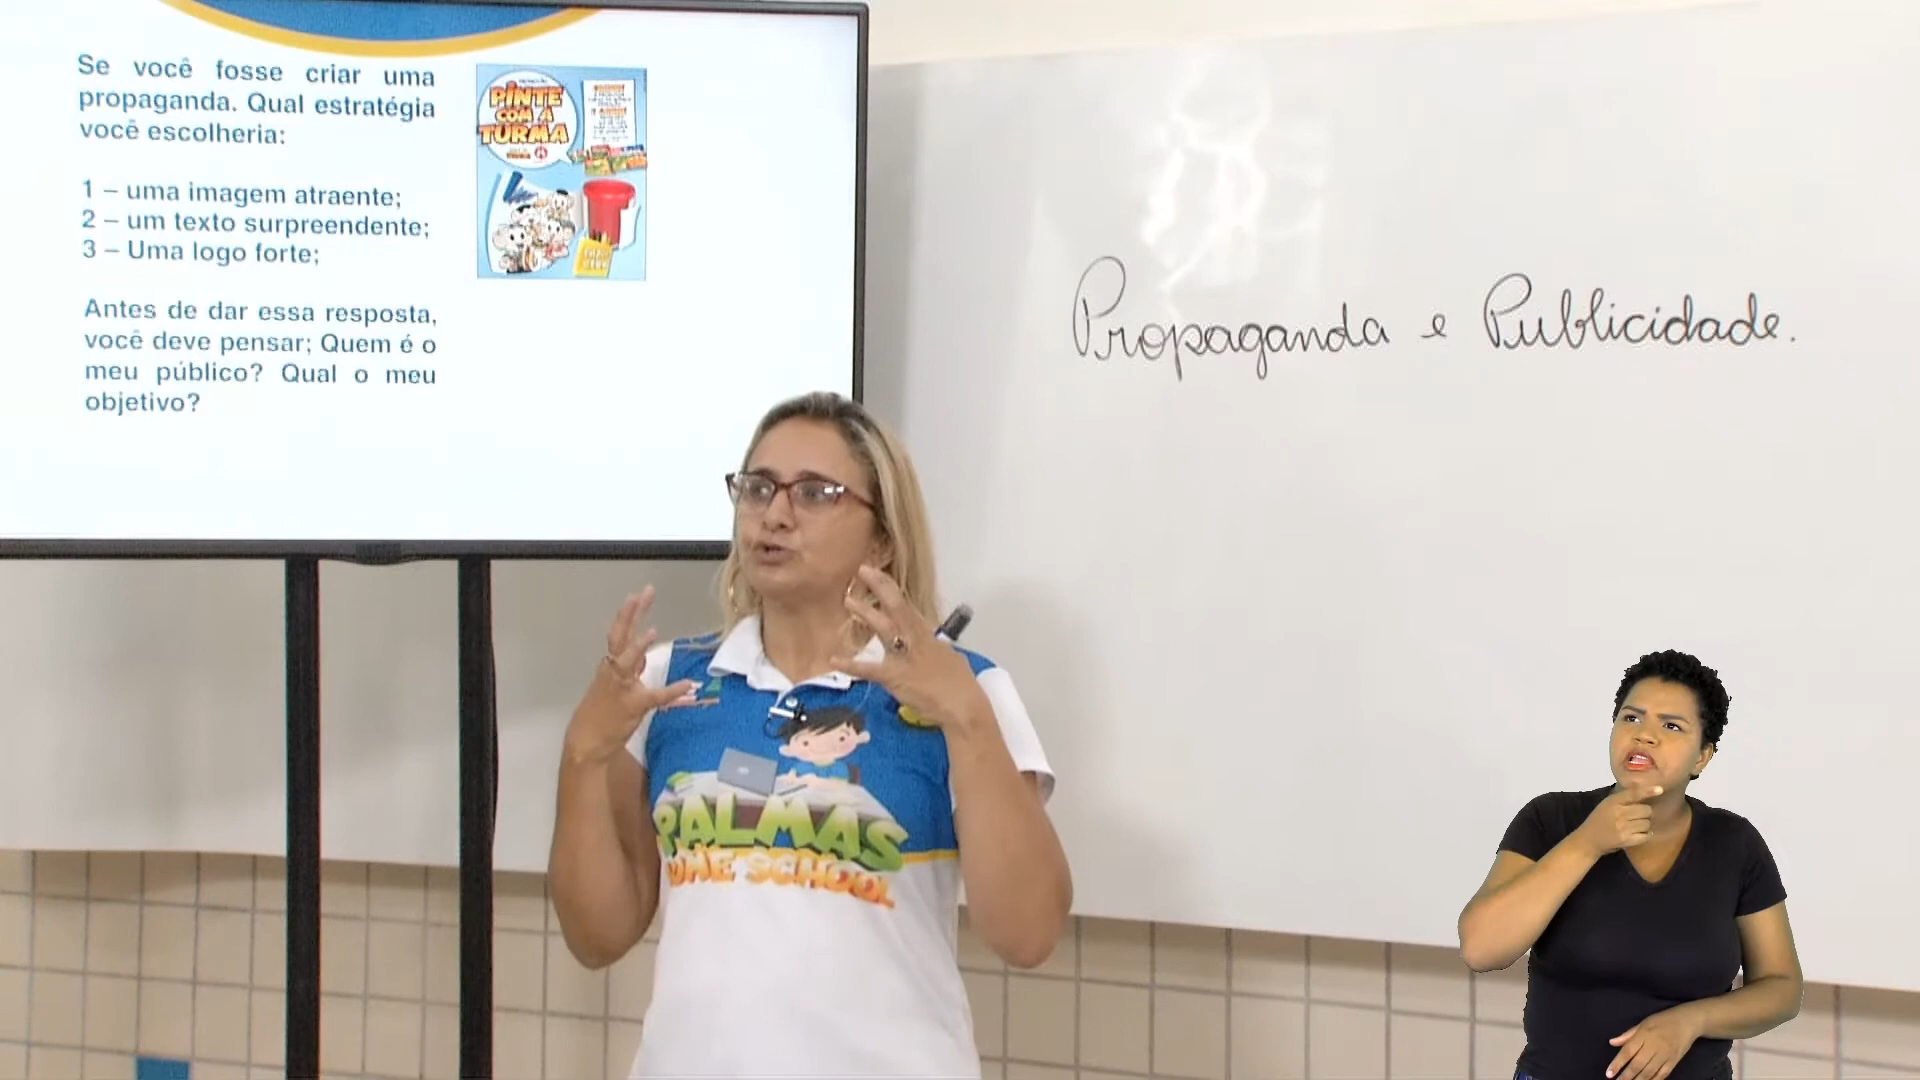 Se você fosse criar uma
propaganda. Qual estratégia
você escolheria:
1 – uma imagem atraente;
2 – um texto surpreendente;
3 – Uma logo forte;
Antes de dar essa resposta,
você deve pensar; Quem é o
meu público? Qual o meu
objetivo?
PINTE
COM A
TURMA
Propaganda e Publicidade.
PALMAS
HOME SCHOOL